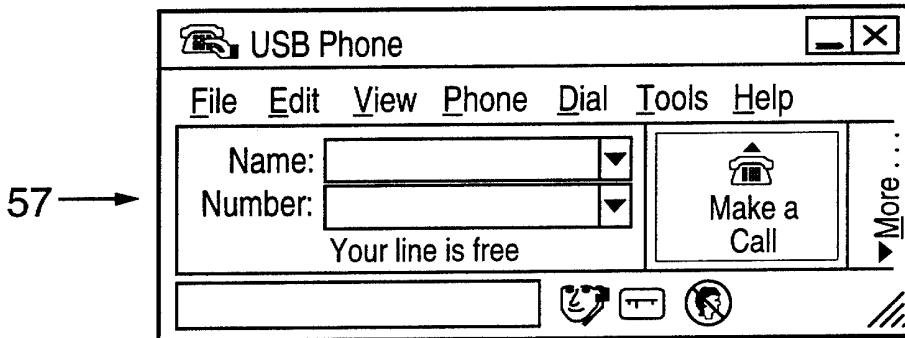 USB Phone
File Edit View Phone Dial Tools Help
Name:
Number:
Your line is free
Make a
Call
More...
57